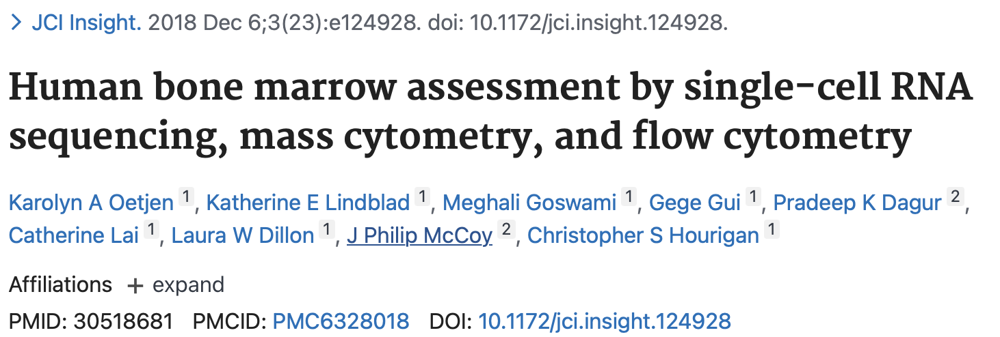 > JCI Insight. 2018 Dec 6;3(23):e124928. doi: 10.1172/jci.insight.124928.
Human bone marrow assessment by single-cell RNA
sequencing, mass cytometry, and flow cytometry
Karolyn A Oetjen 1, Katherine E Lindblad 1, Meghali Goswami 1, Gege Gui 1, Pradeep K Dagur 2,
Catherine Lai 1, Laura W Dillon 1, J Philip McCoy 2, Christopher S Hourigan 1
Affiliations + expand
PMID: 30518681 PMCID: PMC6328018 DOI: 10.1172/jci.insight.124928